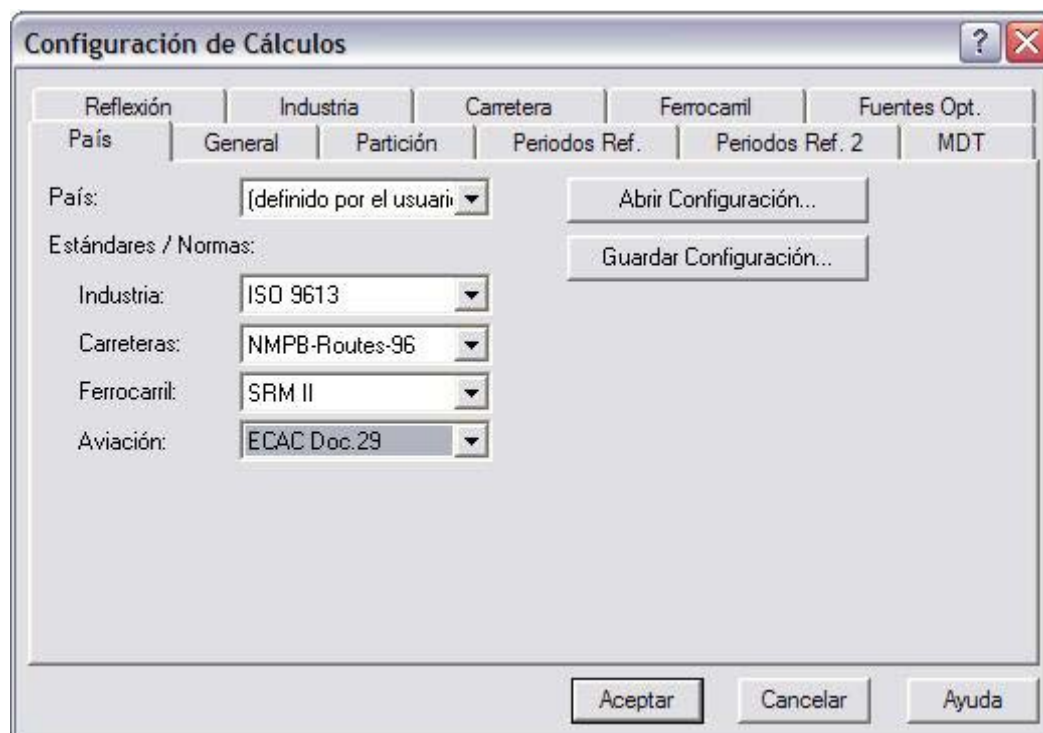 Configuración de Cálculos
Reflexión Industria Carretera Ferrocarril Fuentes Opt.
País General Partición Periodos Ref. Periodos Ref. 2 MDT
País: (definido por el usuari Abrir Configuración...
Estándares / Normas: Guardar Configuración...
Industria: ISO 9613
Carreteras: NMPB-Routes-96
Ferrocarril: SRM II
Aviación: ECAC Doc.29
Aceptar Cancelar Ayuda